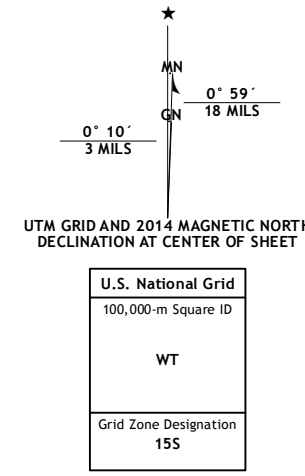 ★
MN
GN
0° 59´
18 MILS
0° 10´
3 MILS
UTM GRID AND 2014 MAGNETIC NORTH
DECLINATION AT CENTER OF SHEET
U.S. National Grid
100,000-m Square ID
WT
Grid Zone Designation
15S